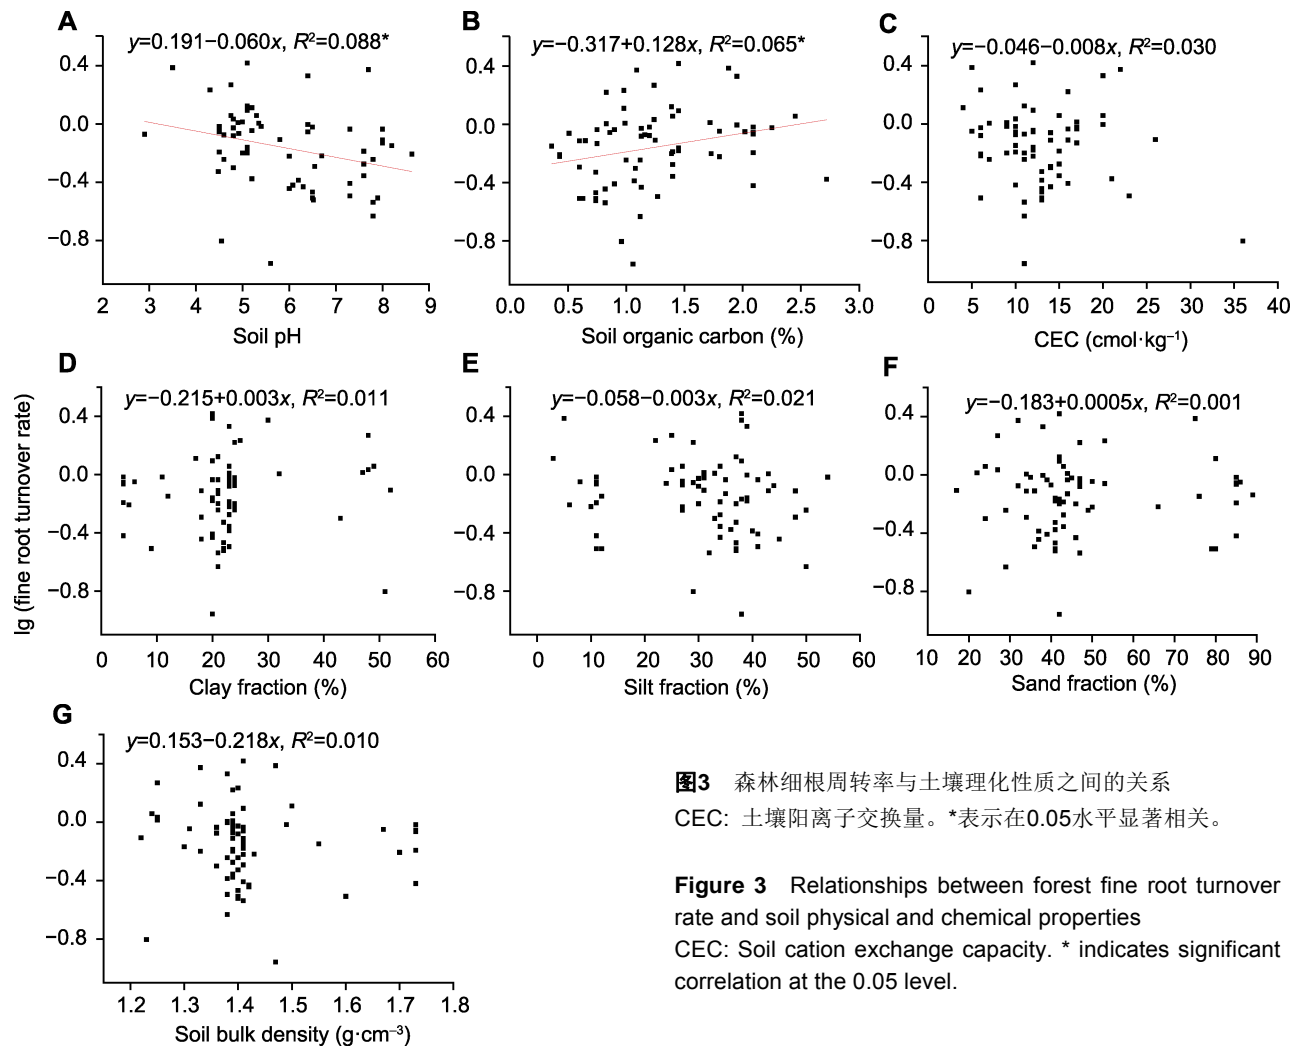 A
y=0.191−0.060x, R²=0.088*
0.4
0.0
−0.4
−0.8
2 3 4 5 6 7 8 9
Soil pH
B
y=−0.317+0.128x, R²=0.065*
0.4
0.0
−0.4
−0.8
0.0 0.5 1.0 1.5 2.0 2.5 3.0
Soil organic carbon (%)
C
y=−0.046−0.008x, R²=0.030
0.4
0.0
−0.4
−0.8
0 5 10 15 20 25 30 35 40
CEC (cmol·kg⁻¹)
lg (fine root turnover rate)
D
y=−0.215+0.003x, R²=0.011
0.4
0.0
−0.4
−0.8
0 10 20 30 40 50 60
Clay fraction (%)
E
y=−0.058−0.003x, R²=0.021
0.4
0.0
−0.4
−0.8
0 10 20 30 40 50 60
Silt fraction (%)
F
y=−0.183+0.0005x, R²=0.001
0.4
0.0
−0.4
−0.8
10 20 30 40 50 60 70 80 90
Sand fraction (%)
G
y=0.153−0.218x, R²=0.010
0.4
0.0
−0.4
−0.8
1.2 1.3 1.4 1.5 1.6 1.7 1.8
Soil bulk density (g·cm⁻³)
图3 森林细根周转率与土壤理化性质之间的关系
CEC: 土壤阳离子交换量。*表示在0.05水平显著相关。
Figure 3 Relationships between forest fine root turnover
rate and soil physical and chemical properties
CEC: Soil cation exchange capacity. * indicates significant
correlation at the 0.05 level.